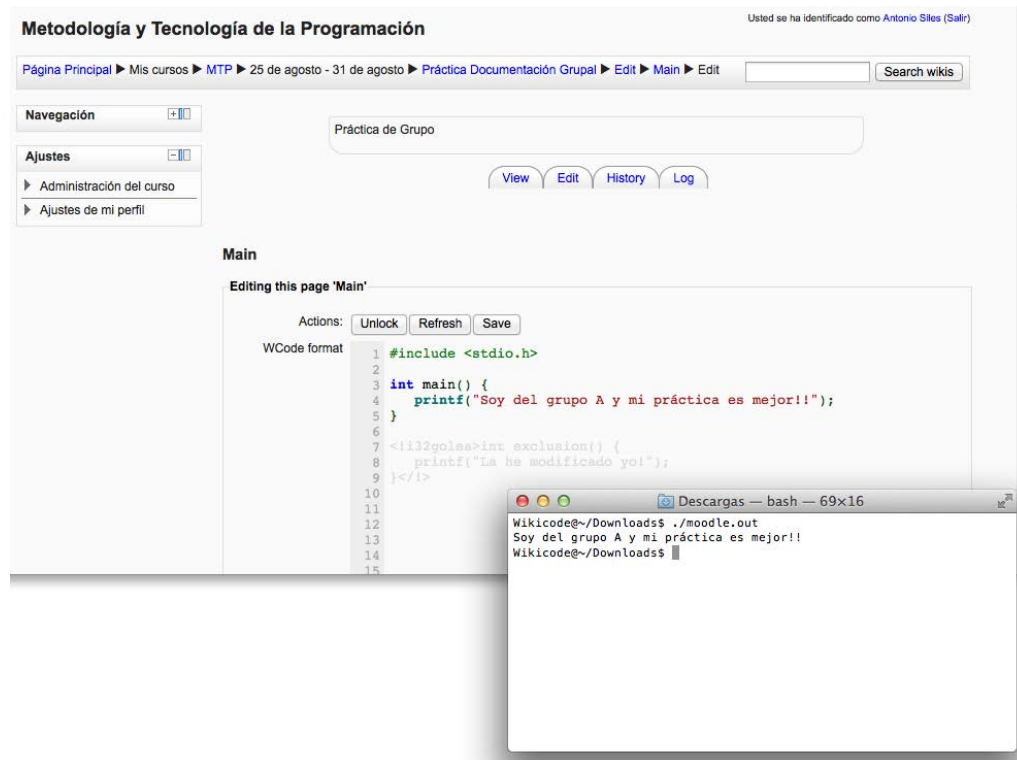 Usted se ha identificado como Antonio Siles (Salir)
Metodología y Tecnología de la Programación
Página Principal ▶ Mis cursos ▶ MTP ▶ 25 de agosto - 31 de agosto ▶ Práctica Documentación Grupal ▶ Edit ▶ Main ▶ Edit
Search wikis
Navegación
Ajustes
Administración del curso
Ajustes de mi perfil
Práctica de Grupo
View Edit History Log
Main
Editing this page 'Main'
Actions: Unlock Refresh Save
WCode format
1 #include <stdio.h>
2
3 int main() {
4 printf("Soy del grupo A y mi práctica es mejor!!");
5 }
6
7 <!i32golea>int exclusion() {
8 printf("La he modificado yo!");
9 }</!>
10
11
12
13
14
15
Descargas — bash — 69×16
Wikicode@~/Downloads$ ./moodle.out
Soy del grupo A y mi práctica es mejor!!
Wikicode@~/Downloads$